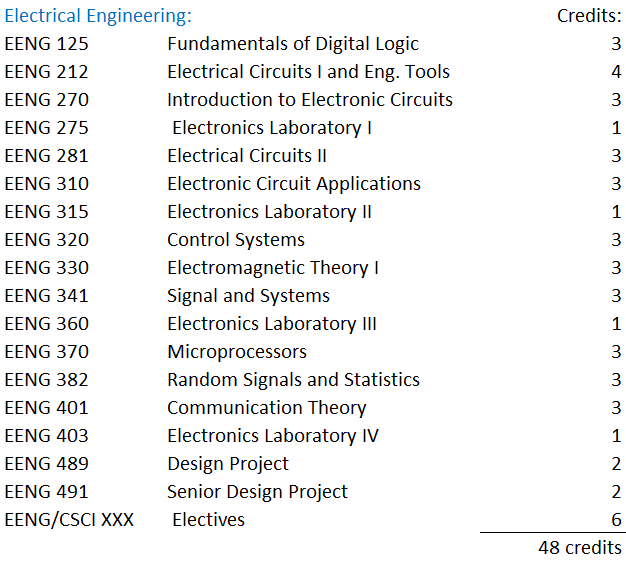 Electrical Engineering: Credits:
EENG 125 Fundamentals of Digital Logic 3
EENG 212 Electrical Circuits I and Eng. Tools 4
EENG 270 Introduction to Electronic Circuits 3
EENG 275 Electronics Laboratory I 1
EENG 281 Electrical Circuits II 3
EENG 310 Electronic Circuit Applications 3
EENG 315 Electronics Laboratory II 1
EENG 320 Control Systems 3
EENG 330 Electromagnetic Theory I 3
EENG 341 Signal and Systems 3
EENG 360 Electronics Laboratory III 1
EENG 370 Microprocessors 3
EENG 382 Random Signals and Statistics 3
EENG 401 Communication Theory 3
EENG 403 Electronics Laboratory IV 1
EENG 489 Design Project 2
EENG 491 Senior Design Project 2
EENG/CSCI XXX Electives 6
48 credits